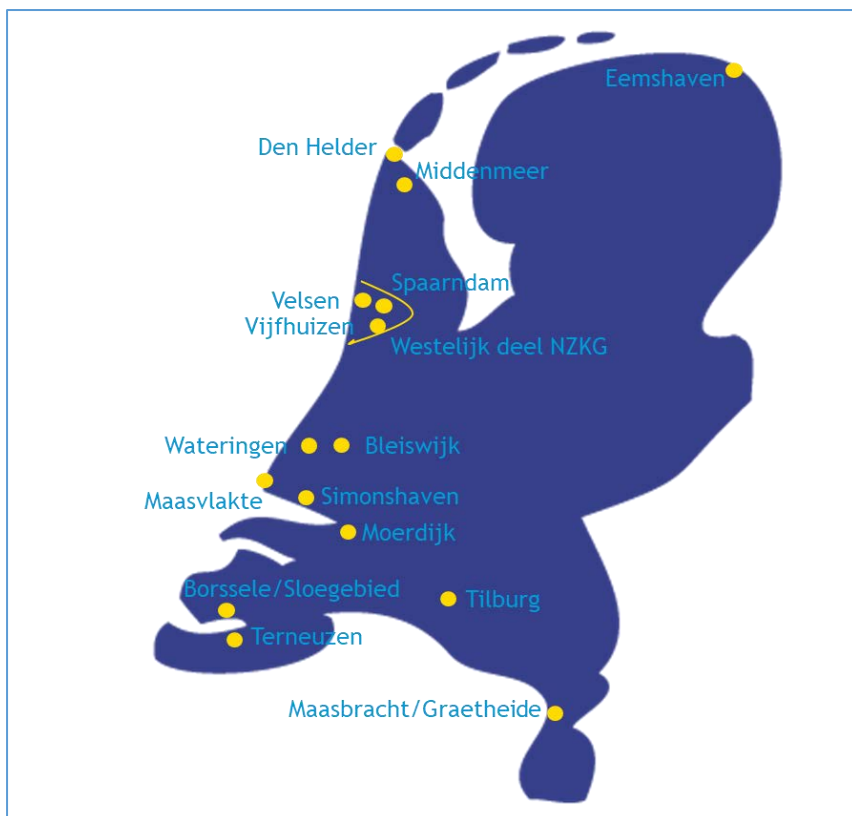 Eemshaven
Den Helder
Middenmeer
Spaarndam
Velsen
Vijfhuizen
Westelijk deel NZKG
Wateringen
Bleiswijk
Maasvlakte
Simonshaven
Moerdijk
Borssele/Sloegebied
Tilburg
Terneuzen
Maasbracht/Graetheide